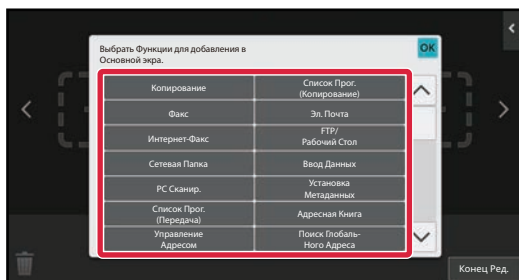 Выбрать Функции для добавления в
Основной экра.
OK
Копирование
Список Прог.
(Копирование)
Факс
Эл. Почта
Интернет-Факс
FTP/
Рабочий Стол
Сетевая Папка
Ввод Данных
PC Сканир.
Установка
Метаданных
Список Прог.
(Передача)
Адресная Книга
Управление
Адресом
Поиск Глобаль-
Ного Адреса
Конец Ред.